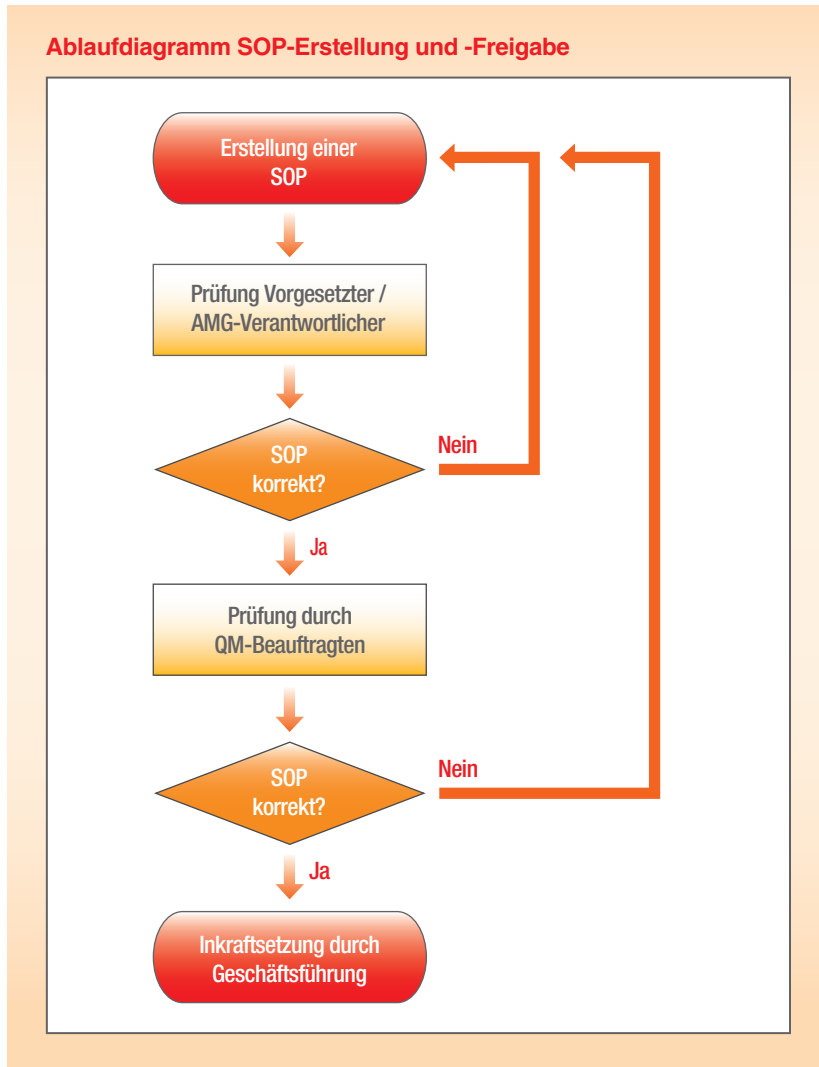 Ablaufdiagramm SOP-Erstellung und -Freigabe
Erstellung einer
SOP
Prüfung Vorgesetzter /
AMG-Verantwortlicher
SOP
korrekt?
Nein
Ja
Prüfung durch
QM-Beauftragten
SOP
korrekt?
Nein
Ja
Inkraftsetzung durch
Geschäftsführung